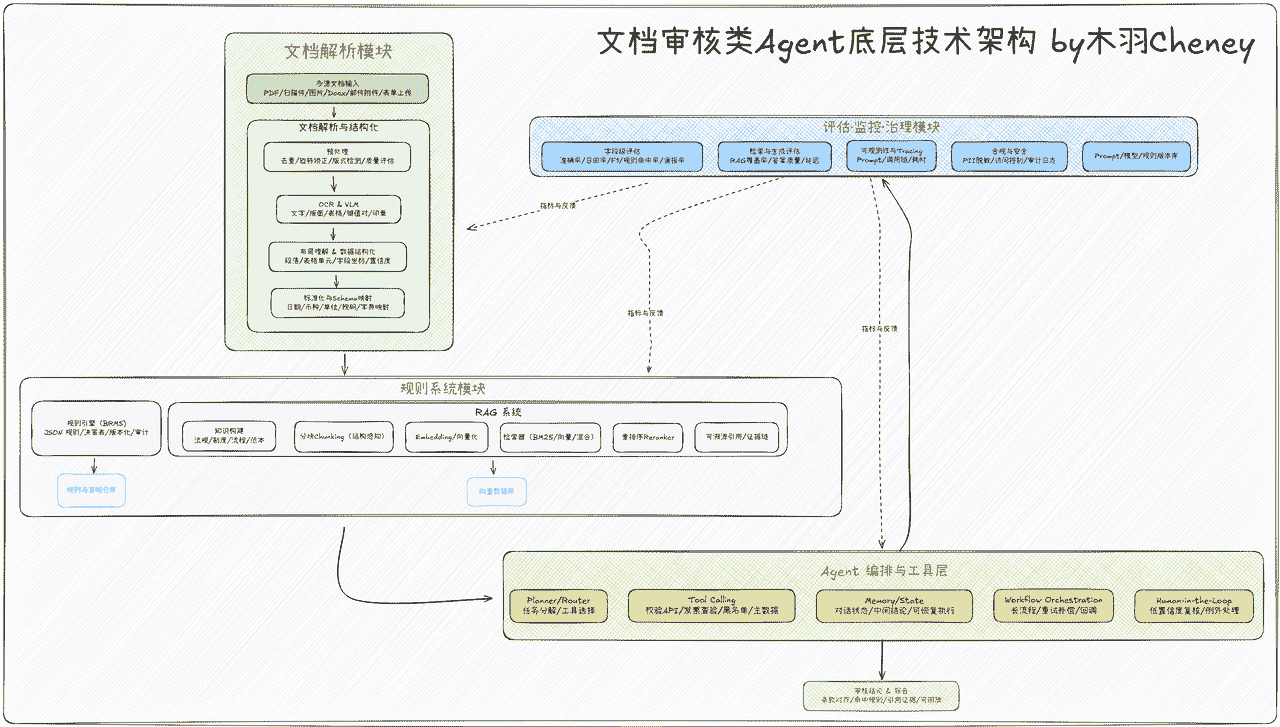 文档审核类Agent底层技术架构 by木羽Cheney
文档解析模块
多源文档输入
PDF/扫描件/图片/Docx/邮件附件/表单上传
文档解析与结构化
预处理
去重/旋转矫正/版式检测/质量评估
OCR & VLM
文字/版面/表格/键值对/印章
布局理解 & 数据结构化
段落/表格单元/字段坐标/置信度
标准化与Schema映射
日期/币种/单位/税码/字典映射
评估·监控·治理模块
字段级评估
准确率/召回率/F1/规则命中率/误报率
检索与生成评估
RAG覆盖率/答案质量/延迟
可观测性与Tracing
Prompt/调用链/耗时
合规与安全
PII脱敏/访问控制/审计日志
Prompt/模型/规则版本库
指标与反馈
指标与反馈
指标与反馈
规则系统模块
规则引擎 (BRMS)
JSON 规则/决策表/版本化/审计
规则与策略仓库
RAG 系统
知识构建
法规/制度/流程/范本
分块Chunking (结构感知)
Embedding/向量化
检索器 (BM25/向量/混合)
重排序Reranker
可溯源引用/证据链
向量数据库
Agent 编排与工具层
Planner/Router
任务分解/工具选择
Tool Calling
校验API/发票查验/黑名单/主数据
Memory/State
对话状态/中间结论/可恢复执行
Workflow Orchestration
长流程/重试补偿/回调
Human-in-the-Loop
低置信度复核/例外处理
审核结论 & 报告
条款对齐/命中规则/引用证据/可回放